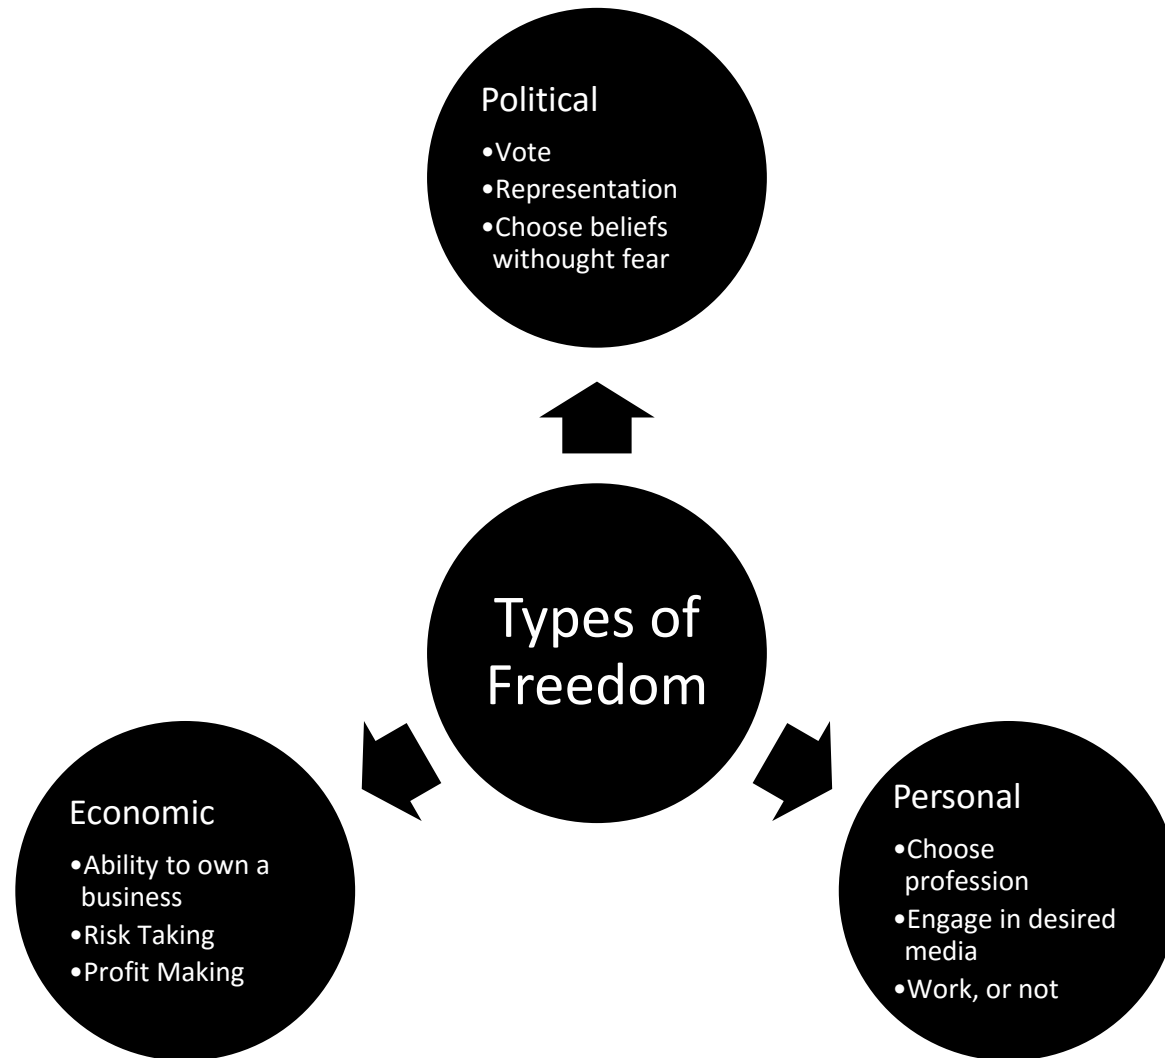 Political
•Vote
•Representation
•Choose beliefs
withought fear
Types of
Freedom
Economic
•Ability to own a
business
•Risk Taking
•Profit Making
Personal
•Choose
profession
•Engage in desired
media
•Work, or not